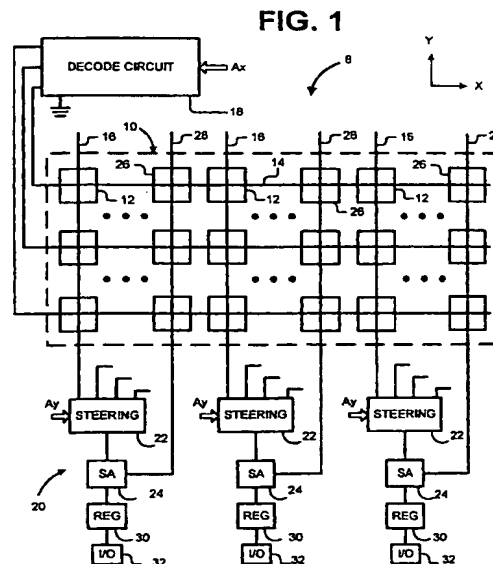 FIG. 1
DECODE CIRCUIT
Ax
18
8
Y
X
16 10 28 16 28 16 2
26 14 26
12 12 26 12
Ay STEERING Ay STEERING Ay STEERING
22 22 22
20 SA SA SA
24 24 24
REG REG REG
30 30 30
I/O I/O I/O
32 32 32